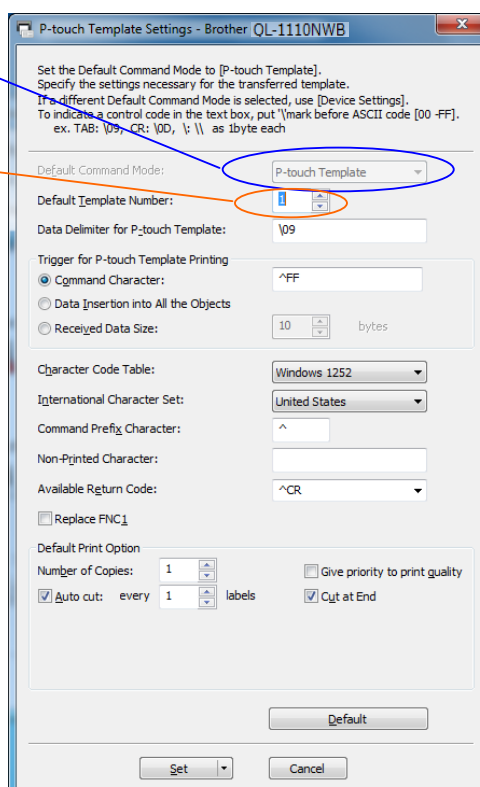 P-touch Template Settings - Brother QL-1110NWB
Set the Default Command Mode to [P-touch Template].
Specify the settings necessary for the transferred template.
If a different Default Command Mode is selected, use [Device Settings].
To indicate a control code in the text box, put '\'mark before ASCII code [00 -FF].
ex. TAB: \09, CR: \0D, \: \\ as 1byte each
Default Command Mode: P-touch Template
Default Template Number: 1
Data Delimiter for P-touch Template: \09
Trigger for P-touch Template Printing
Command Character: ^FF
Data Insertion into All the Objects
Received Data Size: 10 bytes
Character Code Table: Windows 1252
International Character Set: United States
Command Prefix Character: ^
Non-Printed Character:
Available Return Code: ^CR
Replace FNC1
Default Print Option
Number of Copies: 1 Give priority to print quality
Auto cut: every 1 labels Cut at End
Default
Set Cancel